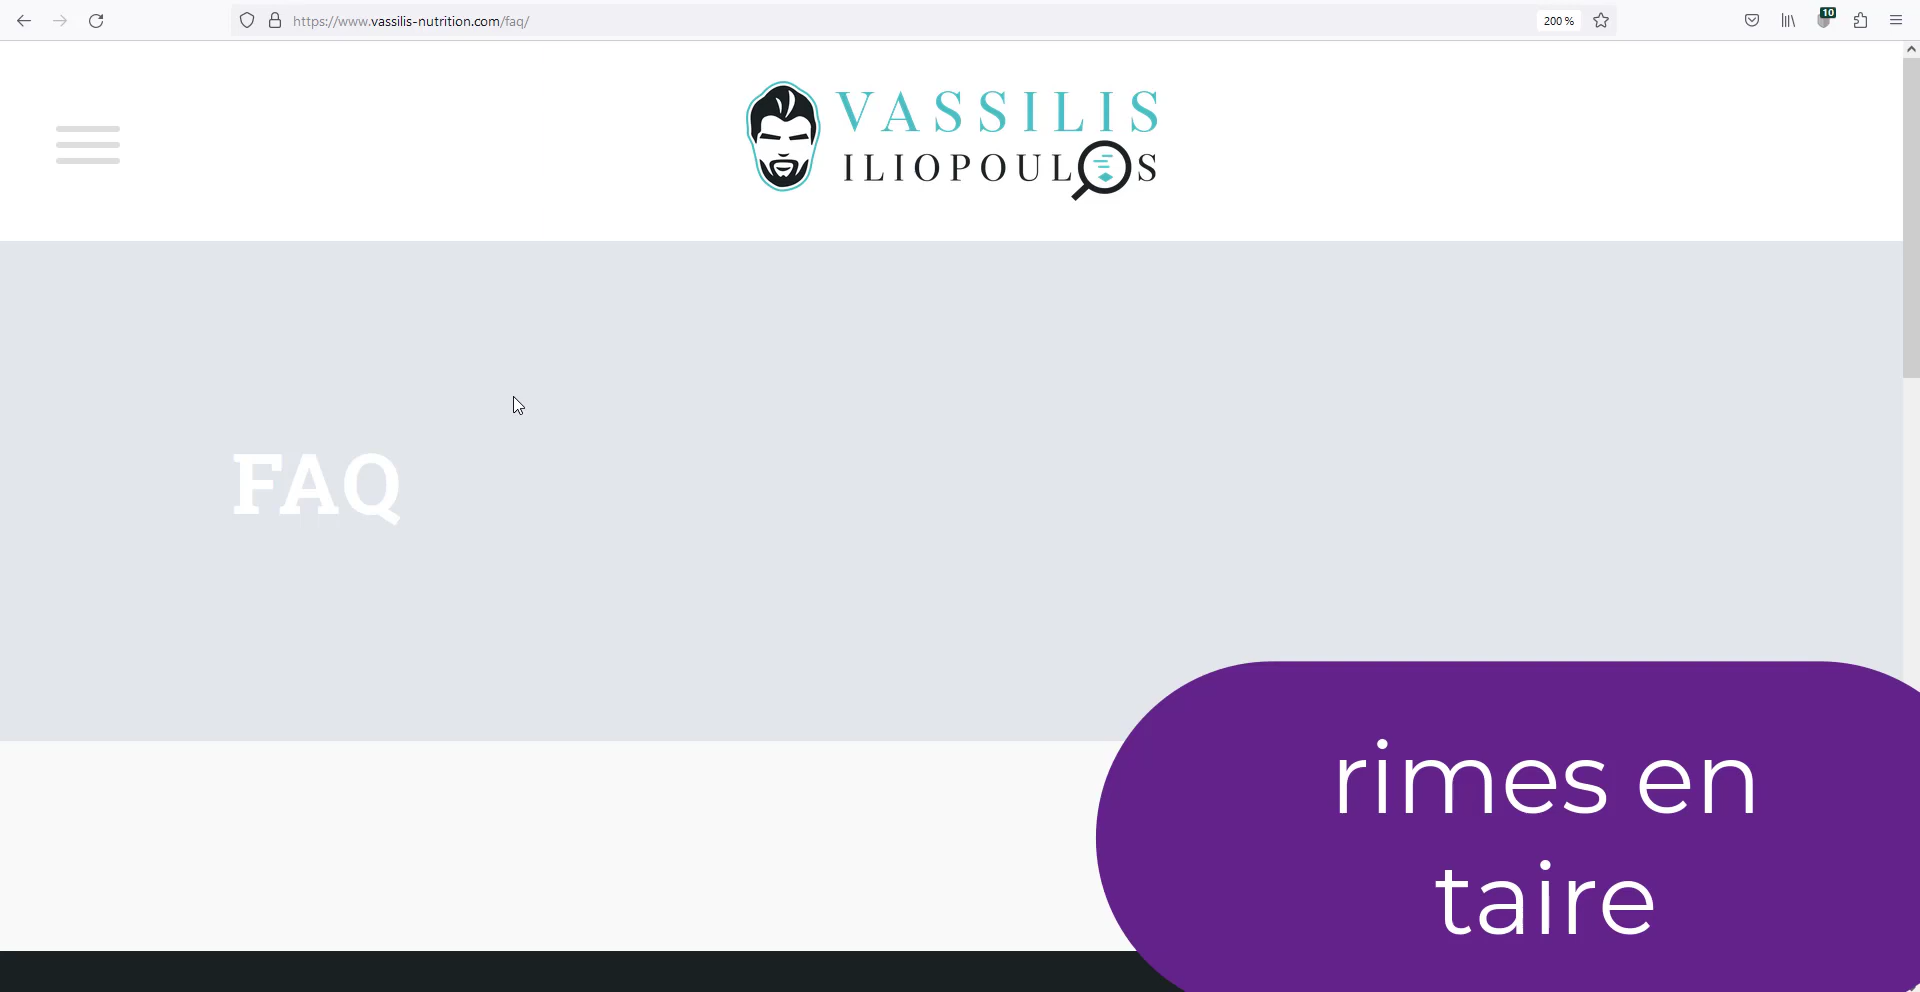 https://www.vassilis-nutrition.com/faq/
200 %
10
VASSILIS
ILIOPOULOS
FAQ
rimes en
taire